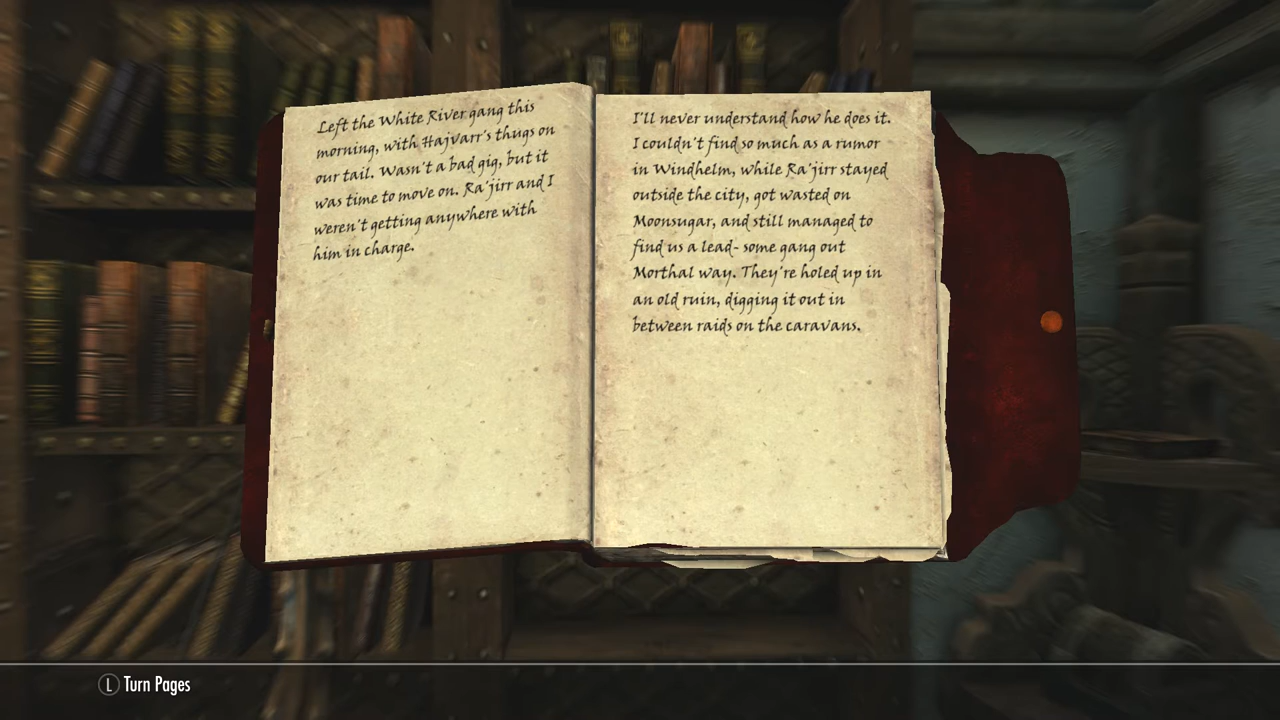 Left the White River gang this
morning, with Hajvarr's thugs on
our tail. Wasn't a bad gig, but it
was time to move on. Ra'jirr and I
weren't getting anywhere with
him in charge.
I'll never understand how he does it.
I couldn't find so much as a rumor
in Windhelm, while Ra'jirr stayed
outside the city, got wasted on
Moonsugar, and still managed to
find us a lead- some gang out
Morthal way. They're holed up in
an old ruin, digging it out in
between raids on the caravans.
L Turn Pages